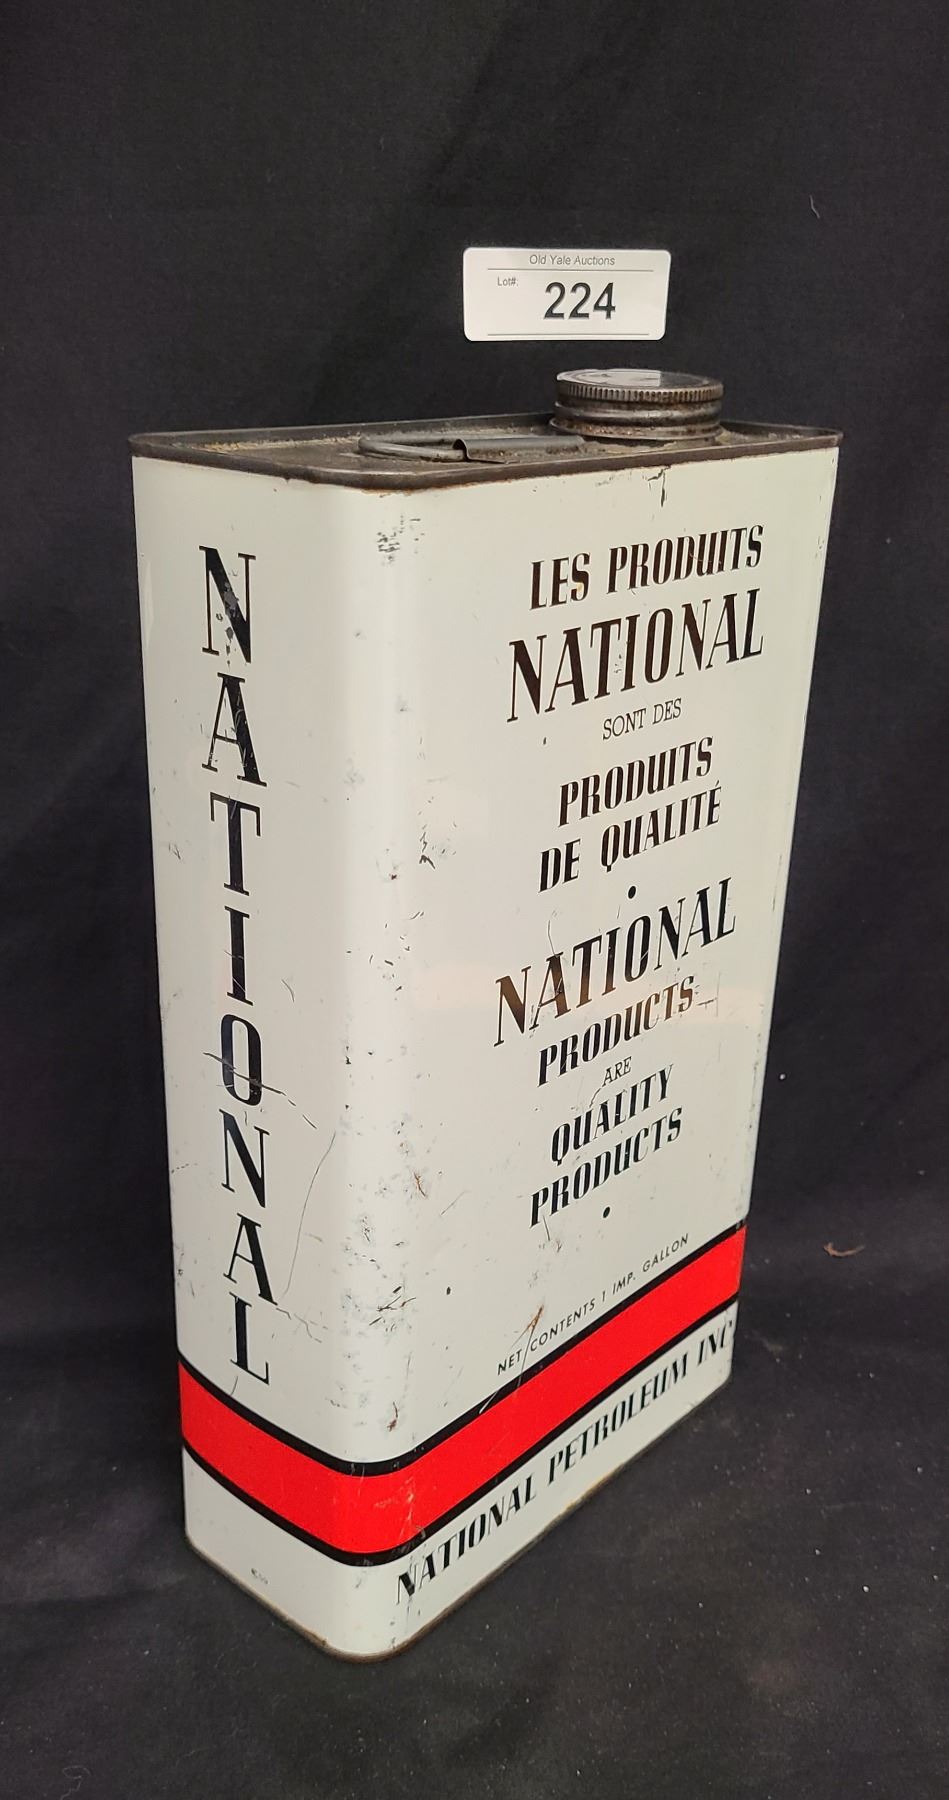 Old Yale Auctions
Lot#:
224
NATIONAL
LES PRODUITS
NATIONAL
SONT DES
PRODUITS
DE QUALITÉ
NATIONAL
PRODUCTS
ARE
QUALITY
PRODUCTS
NET CONTENTS 1 IMP. GALLON
NATIONAL PETROLEUM INC